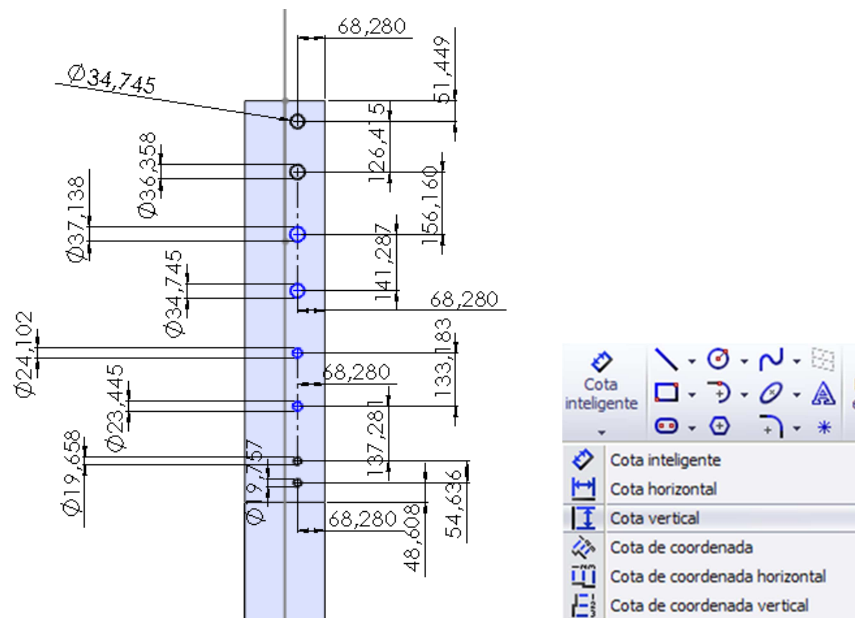 68,280
51,449
Ø34,745
126,415
Ø36,358
156,160
Ø37,138
141,287
Ø34,745
68,280
Ø24,102
133,183
68,280
Ø23,445
137,281
Ø19,658
Ø19,757
54,636
68,280
48,608
Cota
inteligente
Cota inteligente
Cota horizontal
Cota vertical
Cota de coordenada
Cota de coordenada horizontal
Cota de coordenada vertical